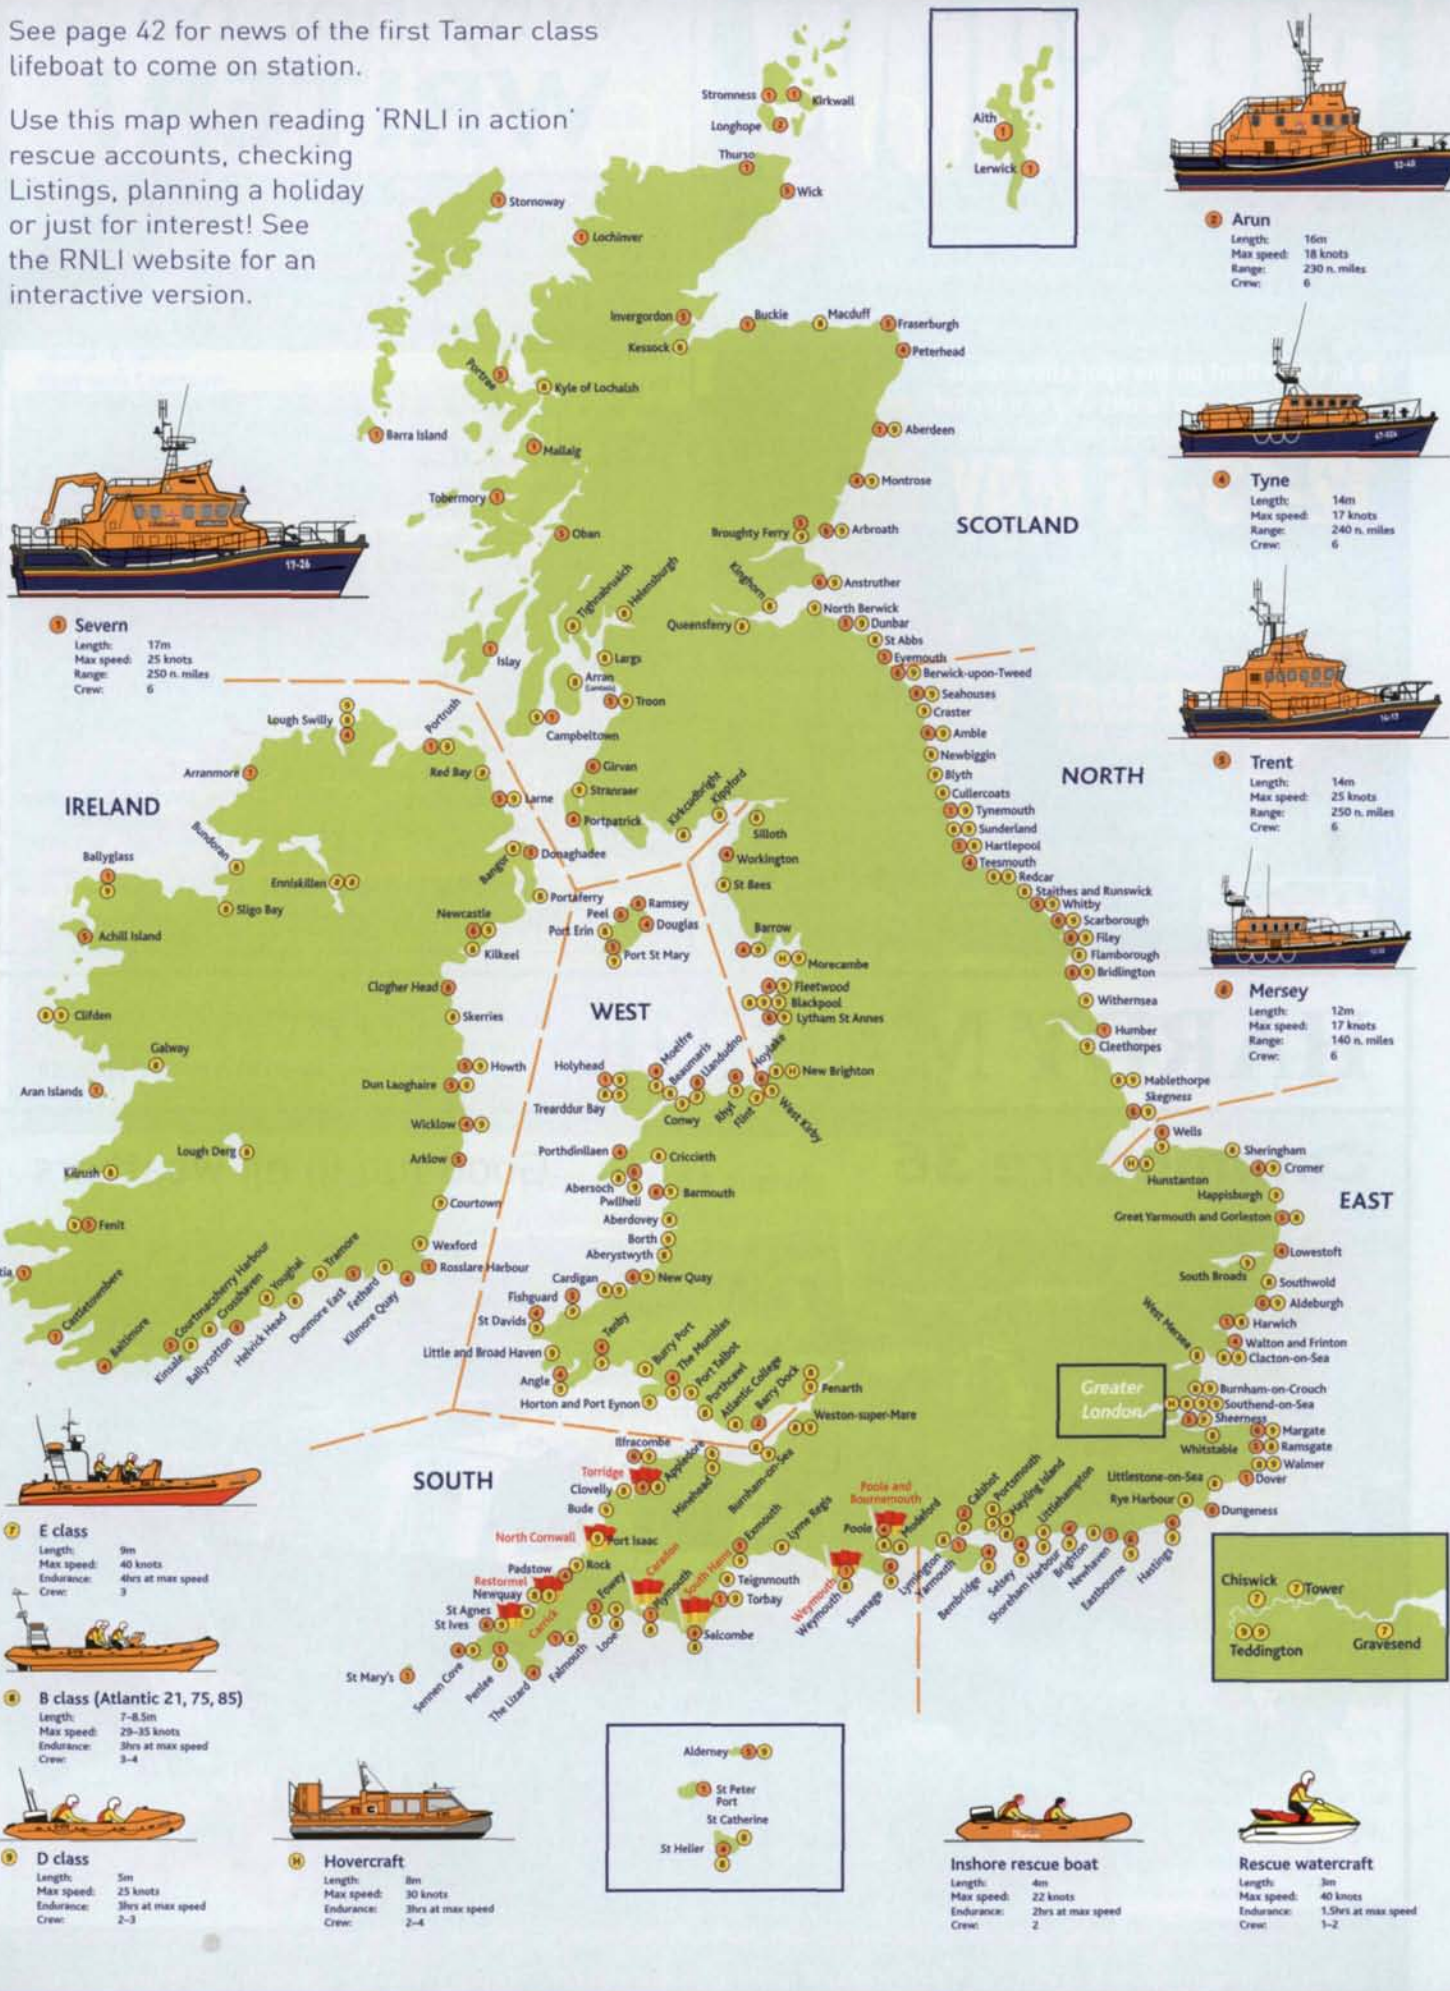 See page 42 for news of the first Tamar class
lifeboat to come on station.
Use this map when reading 'RNLI in action'
rescue accounts, checking
Listings, planning a holiday
or just for interest! See
the RNLI website for an
interactive version.
Stromness
Kirkwall
Longhope
Thurso
Wick
Aith
Lerwick
Stornoway
Lochinver
Invergordon
Buckie
Macduff
Fraserburgh
Kessock
Peterhead
Portree
Kyle of Lochalsh
Barra Island
Aberdeen
Mallaig
Montrose
Tobermory
Broughty Ferry
Arbroath
SCOTLAND
Oban
Kinghorn
Anstruther
Tighnabruaich
Helensburgh
North Berwick
Queensferry
Dunbar
St Abbs
Islay
Largs
Eyemouth
Arran
(Lamlash)
Berwick-upon-Tweed
Troon
Seahouses
Craster
Campbeltown
Amble
Newbiggin
Girvan
Blyth
NORTH
Stranraer
Cullercoats
Kirkcudbright
Kippford
Tynemouth
Portpatrick
Silloth
Sunderland
Hartlepool
Workington
Teesmouth
Redcar
St Bees
Staithes and Runswick
Whitby
Scarborough
Barrow
Filey
Flamborough
Morecambe
Bridlington
Fleetwood
Withernsea
Blackpool
Lytham St Annes
Humber
Cleethorpes
Lough Swilly
Portrush
Arranmore
Red Bay
Larne
IRELAND
Bundoran
Donaghadee
Bangor
Ballyglass
Enniskillen
Portaferry
Sligo Bay
Newcastle
Ramsey
Peel
Douglas
Port Erin
Port St Mary
Achill Island
Kilkeel
Clogher Head
WEST
Clifden
Skerries
Galway
Howth
Aran Islands
Dun Laoghaire
Wicklow
Lough Derg
Arklow
Kilrush
Courtown
Fenit
Wexford
Rosslare Harbour
tia
Castletownbere
Baltimore
Courtmacsherry Harbour
Kinsale
Crosshaven
Ballycotton
Youghal
Helvick Head
Tramore
Dunmore East
Fethard
Kilmore Quay
Holyhead
Moelfre
Beaumaris
Llandudno
Hoylake
New Brighton
Trearddur Bay
Conwy
Rhyl
Flint
West Kirby
Mablethorpe
Skegness
Porthdinllaen
Criccieth
Wells
Sheringham
Abersoch
Pwllheli
Barmouth
Hunstanton
Cromer
Happisburgh
Aberdovey
Borth
Great Yarmouth and Gorleston
EAST
Aberystwyth
Lowestoft
Cardigan
New Quay
South Broads
Southwold
Fishguard
Aldeburgh
St Davids
West Mersea
Harwich
Tenby
Walton and Frinton
Little and Broad Haven
Clacton-on-Sea
Burry Port
The Mumbles
Port Talbot
Porthcawl
Atlantic College
Barry Dock
Angle
Penarth
Horton and Port Eynon
Weston-super-Mare
Greater
London
Burnham-on-Crouch
Southend-on-Sea
Sheerness
Margate
Whitstable
Ramsgate
Walmer
Littlestone-on-Sea
Dover
Rye Harbour
Dungeness
Ilfracombe
SOUTH
Torridge
Appledore
Clovelly
Minehead
Burnham-on-Sea
Bude
North Cornwall
Port Isaac
Padstow
Rock
Restormel
Newquay
St Agnes
St Ives
Carrick
Fowey
Caradon
Plymouth
South Hams
Exmouth
Lyme Regis
Teignmouth
Torbay
Salcombe
Looe
Falmouth
The Lizard
Penlee
Sennen Cove
St Mary's
Weymouth
Weymouth
Poole and
Bournemouth
Poole
Mudeford
Swanage
Lymington
Yarmouth
Calshot
Portsmouth
Hayling Island
Littlehampton
Bembridge
Selsey
Shoreham Harbour
Brighton
Newhaven
Eastbourne
Hastings
Chiswick
Tower
Teddington
Gravesend
Alderney
St Peter
Port
St Catherine
St Helier
52-40
2 Arun
Length: 16m
Max speed: 18 knots
Range: 230 n. miles
Crew: 6
4 Tyne
Length: 14m
Max speed: 17 knots
Range: 240 n. miles
Crew: 6
5 Trent
Length: 14m
Max speed: 25 knots
Range: 250 n. miles
Crew: 6
6 Mersey
Length: 12m
Max speed: 17 knots
Range: 140 n. miles
Crew: 6
17-26
1 Severn
Length: 17m
Max speed: 25 knots
Range: 250 n. miles
Crew: 6
7 E class
Length: 9m
Max speed: 40 knots
Endurance: 4hrs at max speed
Crew: 3
8 B class (Atlantic 21, 75, 85)
Length: 7–8.5m
Max speed: 29–35 knots
Endurance: 3hrs at max speed
Crew: 3–4
9 D class
Length: 5m
Max speed: 25 knots
Endurance: 3hrs at max speed
Crew: 2–3
H Hovercraft
Length: 8m
Max speed: 30 knots
Endurance: 3hrs at max speed
Crew: 2–4
Inshore rescue boat
Length: 4m
Max speed: 22 knots
Endurance: 2hrs at max speed
Crew: 2
Rescue watercraft
Length: 3m
Max speed: 40 knots
Endurance: 1.5hrs at max speed
Crew: 1–2